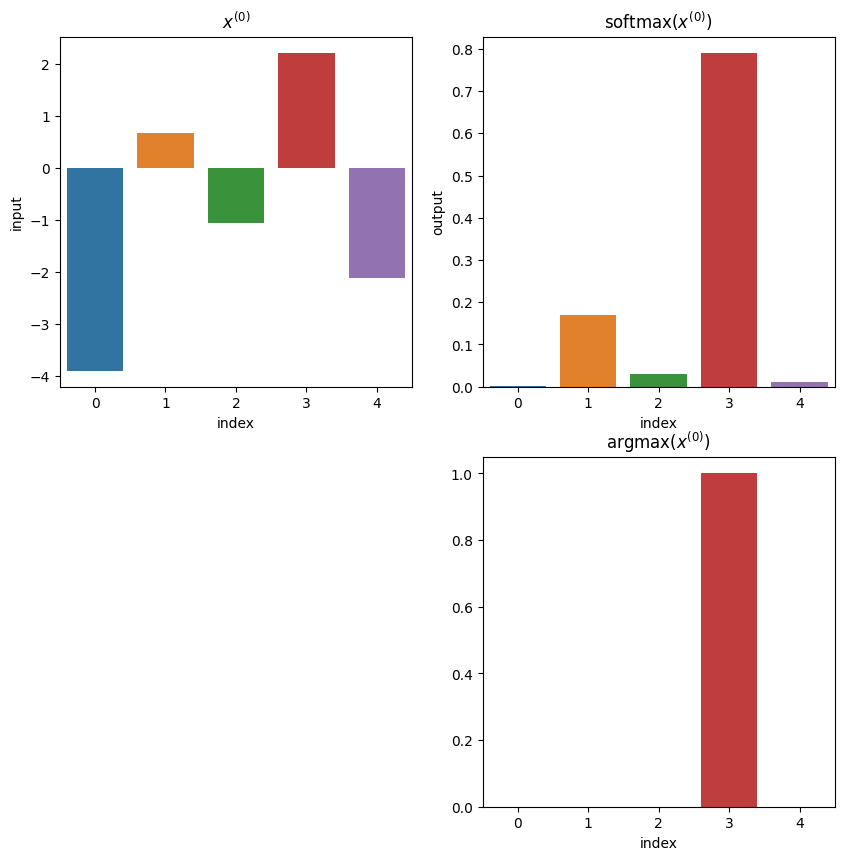 x^(0)
2
1
0
−1
−2
−3
−4
input
0 1 2 3 4
index
softmax(x^(0))
0.8
0.7
0.6
0.5
0.4
0.3
0.2
0.1
0.0
output
0 1 2 3 4
index
argmax(x^(0))
1.0
0.8
0.6
0.4
0.2
0.0
0 1 2 3 4
index